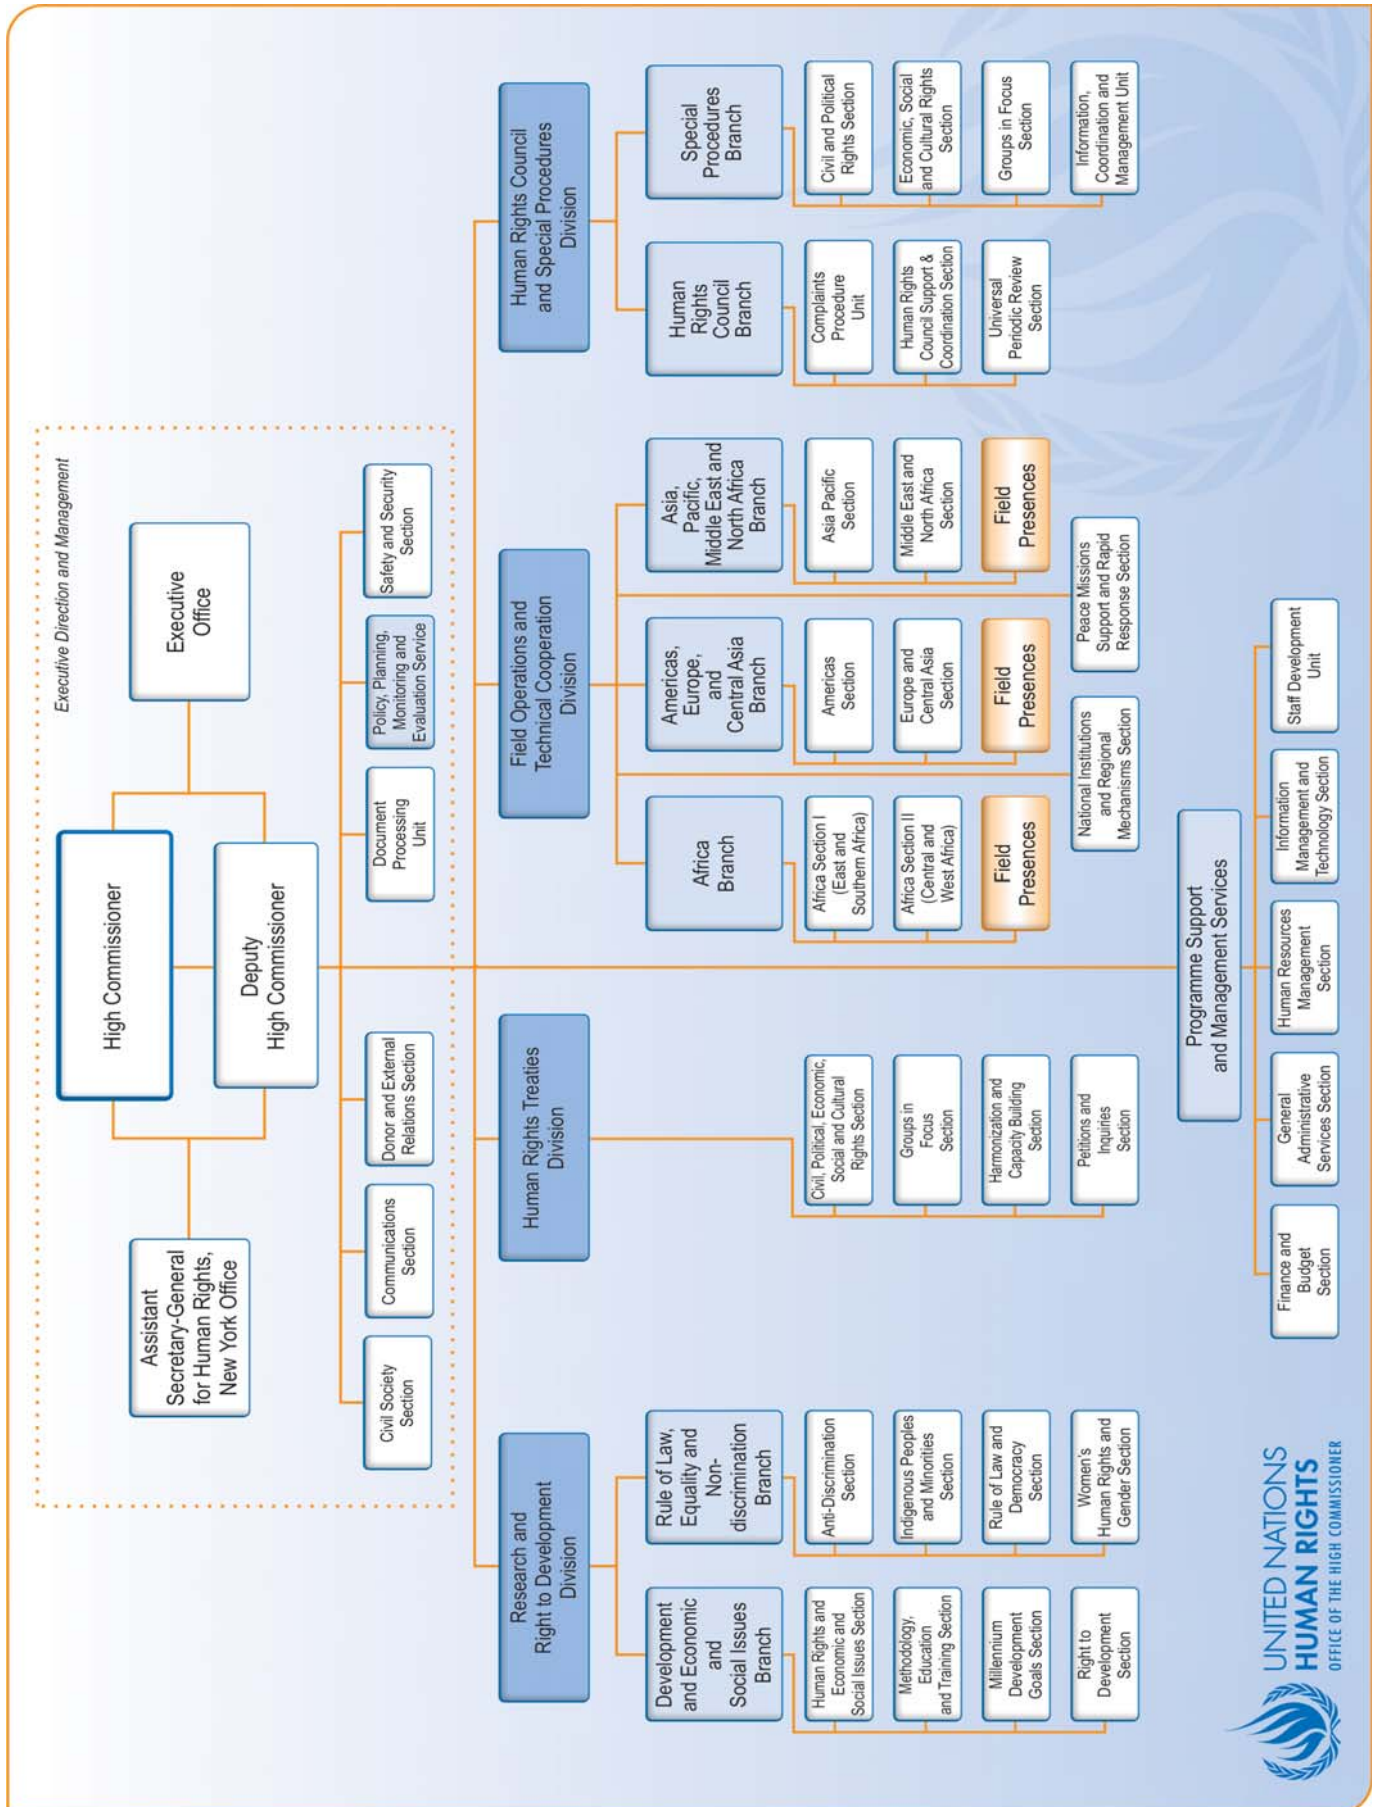 Executive Direction and Management
High Commissioner
Assistant
Secretary-General
for Human Rights,
New York Office
Executive
Office
Deputy
High Commissioner
Civil Society
Section
Communications
Section
Donor and External
Relations Section
Document
Processing
Unit
Policy, Planning,
Monitoring and
Evaluation Service
Safety and Security
Section
Research and
Right to Development
Division
Human Rights Treaties
Division
Field Operations and
Technical Cooperation
Division
Human Rights Council
and Special Procedures
Division
Development
and Economic
and
Social Issues
Branch
Rule of Law,
Equality and
Non-
discrimination
Branch
Africa
Branch
Americas,
Europe,
and
Central Asia
Branch
Asia,
Pacific,
Middle East and
North Africa
Branch
Human
Rights
Council
Branch
Special
Procedures
Branch
Human Rights and
Economic and
Social Issues Section
Methodology,
Education
and Training Section
Millennium
Development
Goals Section
Right to
Development
Section
Anti-Discrimination
Section
Indigenous Peoples
and Minorities
Section
Rule of Law and
Democracy
Section
Women's
Human Rights and
Gender Section
Civil, Political, Economic,
Social and Cultural
Rights Section
Groups in
Focus
Section
Harmonization and
Capacity Building
Section
Petitions and
Inquiries
Section
Africa Section I
(East and
Southern Africa)
Africa Section II
(Central and
West Africa)
Field
Presences
Americas
Section
Europe and
Central Asia
Section
Field
Presences
Asia Pacific
Section
Middle East and
North Africa
Section
Field
Presences
National Institutions
and Regional
Mechanisms Section
Peace Missions
Support and Rapid
Response Section
Complaints
Procedure
Unit
Human Rights
Council Support &
Coordination Section
Universal
Periodic Review
Section
Civil and Political
Rights Section
Economic, Social
and Cultural Rights
Section
Groups in Focus
Section
Information,
Coordination and
Management Unit
Programme Support
and Management Services
Finance and
Budget
Section
General
Administrative
Services Section
Human Resources
Management
Section
Information
Management and
Technology Section
Staff Development
Unit
UNITED NATIONS
HUMAN RIGHTS
OFFICE OF THE HIGH COMMISSIONER